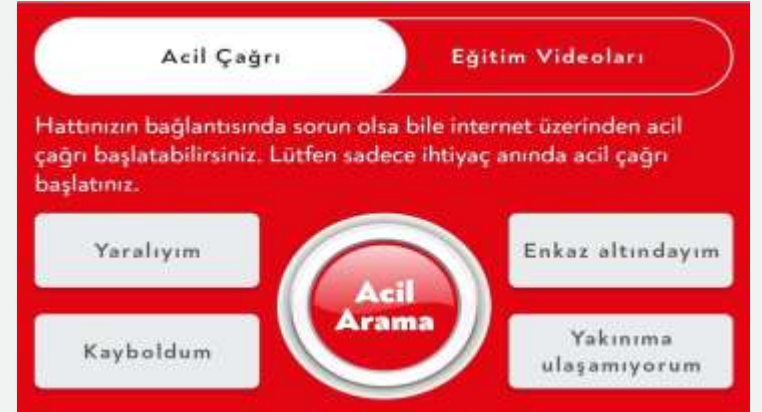 Acil Çağrı
Eğitim Videoları
Hattınızın bağlantısında sorun olsa bile internet üzerinden acil
çağrı başlatabilirsiniz. Lütfen sadece ihtiyaç anında acil çağrı
başlatınız.
Yaralıyım
Enkaz altındayım
Acil
Arama
Kayboldum
Yakınıma
ulaşamıyorum